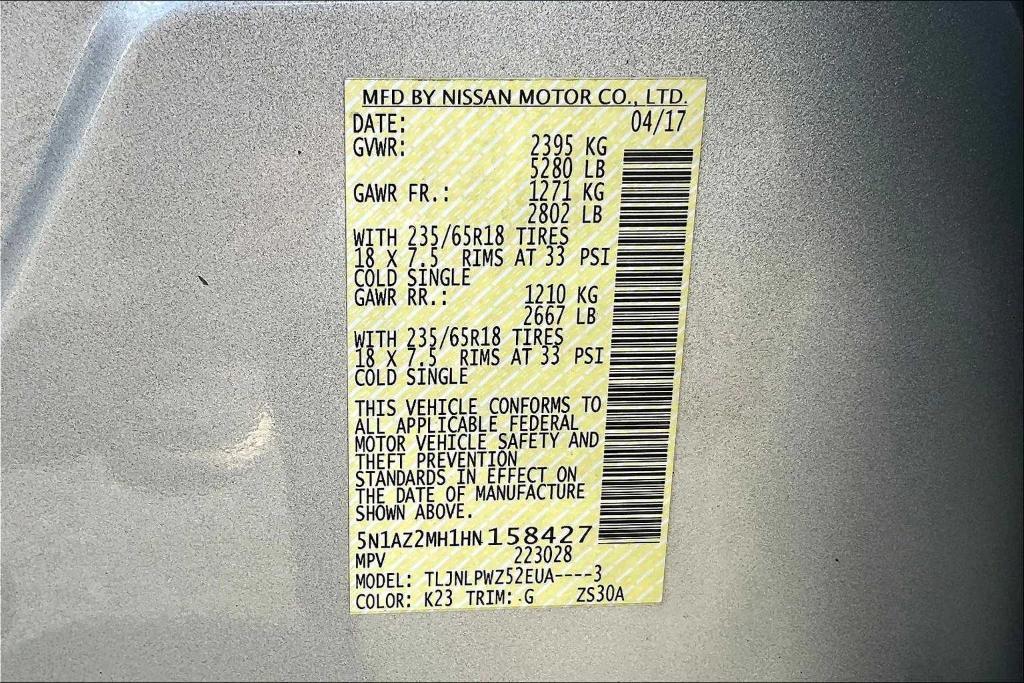 MFD BY NISSAN MOTOR CO., LTD.
DATE: 04/17
GVWR: 2395 KG
5280 LB
GAWR FR.: 1271 KG
2802 LB
WITH 235/65R18 TIRES
18 X 7.5 RIMS AT 33 PSI
COLD SINGLE
GAWR RR.: 1210 KG
2667 LB
WITH 235/65R18 TIRES
18 X 7.5 RIMS AT 33 PSI
COLD SINGLE
THIS VEHICLE CONFORMS TO
ALL APPLICABLE FEDERAL
MOTOR VEHICLE SAFETY AND
THEFT PREVENTION
STANDARDS IN EFFECT ON
THE DATE OF MANUFACTURE
SHOWN ABOVE.
5N1AZ2MH1HN158427
MPV 223028
MODEL: TLJNLPWZ52EUA----3
COLOR: K23 TRIM: G ZS30A